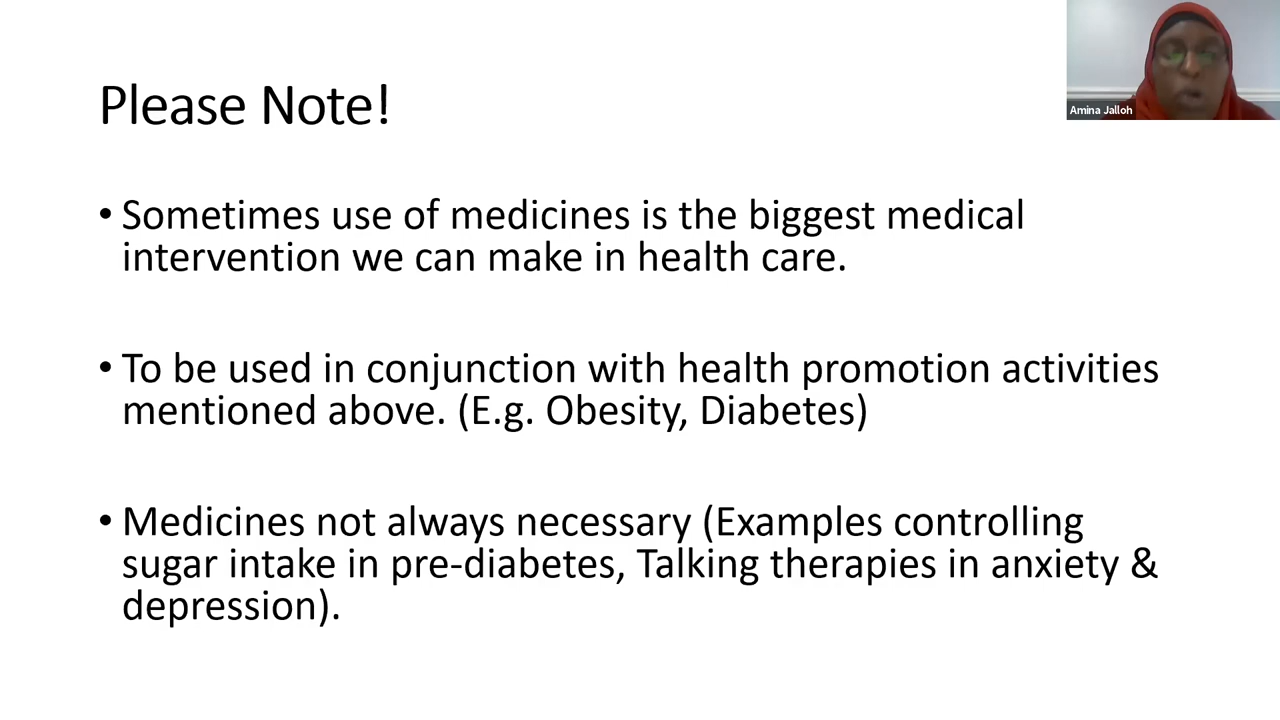 Please Note!
Amina Jalloh
• Sometimes use of medicines is the biggest medical
intervention we can make in health care.
• To be used in conjunction with health promotion activities
mentioned above. (E.g. Obesity, Diabetes)
• Medicines not always necessary (Examples controlling
sugar intake in pre-diabetes, Talking therapies in anxiety &
depression).